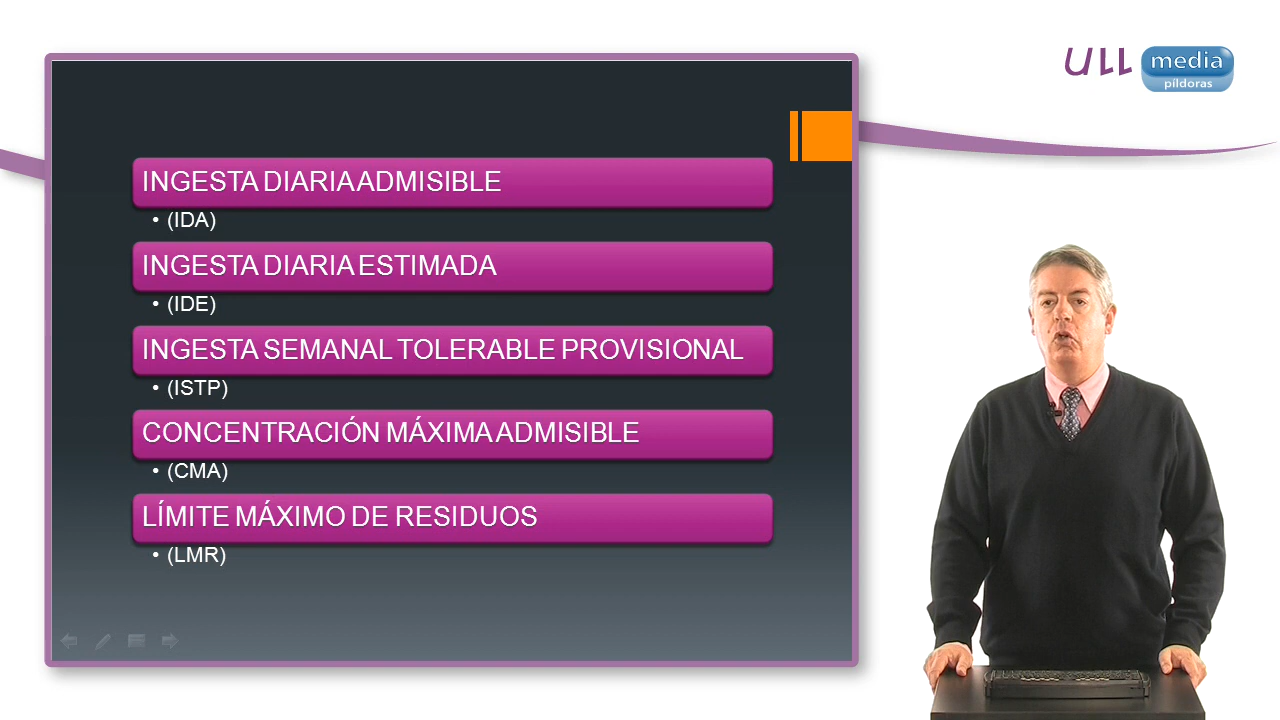 ULL media
píldoras
INGESTA DIARIA ADMISIBLE
• (IDA)
INGESTA DIARIA ESTIMADA
• (IDE)
INGESTA SEMANAL TOLERABLE PROVISIONAL
• (ISTP)
CONCENTRACIÓN MÁXIMA ADMISIBLE
• (CMA)
LÍMITE MÁXIMO DE RESIDUOS
• (LMR)